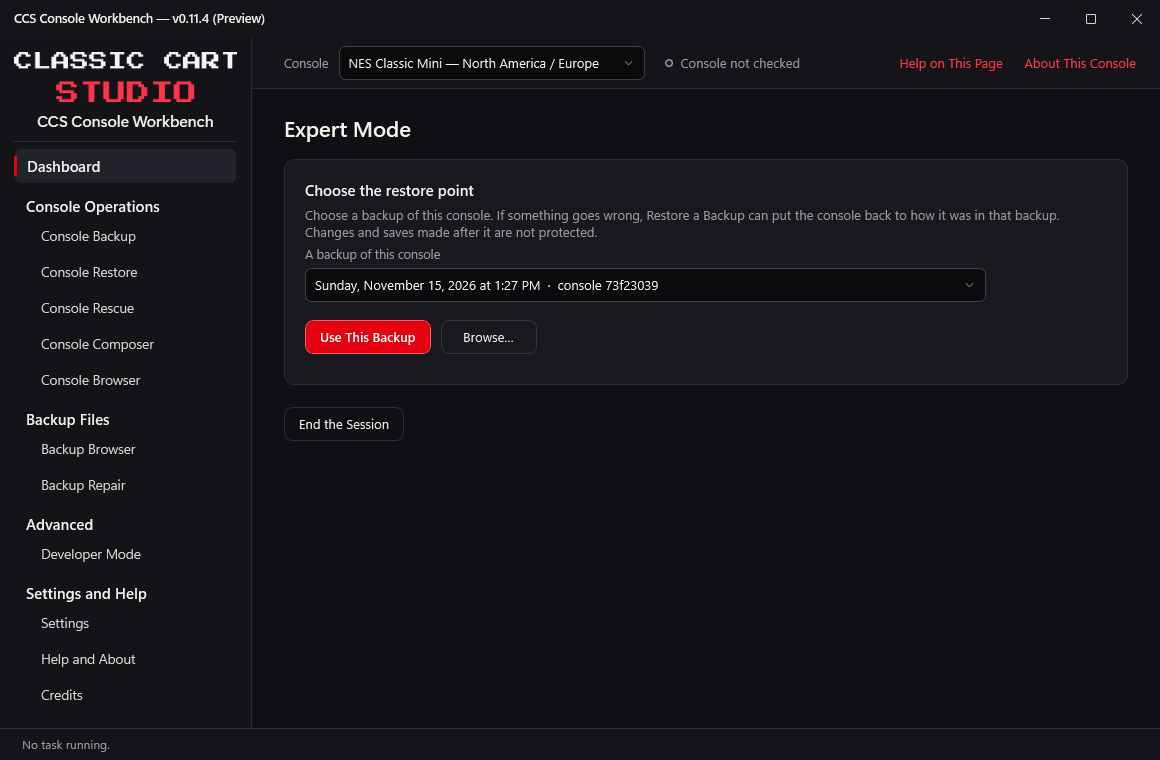 CCS Console Workbench — v0.11.4 (Preview)
CLASSIC CART
STUDIO
CCS Console Workbench
Dashboard
Console Operations
Console Backup
Console Restore
Console Rescue
Console Composer
Console Browser
Backup Files
Backup Browser
Backup Repair
Advanced
Developer Mode
Settings and Help
Settings
Help and About
Credits
Console
NES Classic Mini — North America / Europe
Console not checked
Help on This Page
About This Console
Expert Mode
Choose the restore point
Choose a backup of this console. If something goes wrong, Restore a Backup can put the console back to how it was in that backup.
Changes and saves made after it are not protected.
A backup of this console
Sunday, November 15, 2026 at 1:27 PM · console 73f23039
Use This Backup
Browse...
End the Session
No task running.